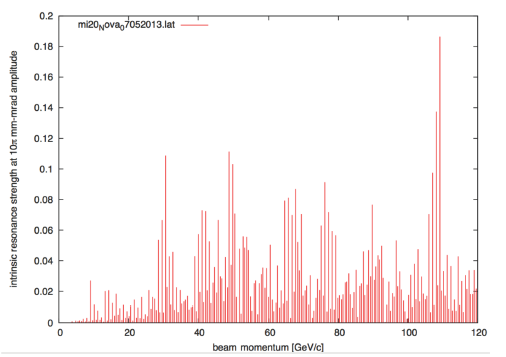 mi20_Nova_07052013.lat
intrinsic resonance strength at 10π mm-mrad amplitude
0.2
0.18
0.16
0.14
0.12
0.1
0.08
0.06
0.04
0.02
0
0 20 40 60 80 100 120
beam momentum [GeV/c]